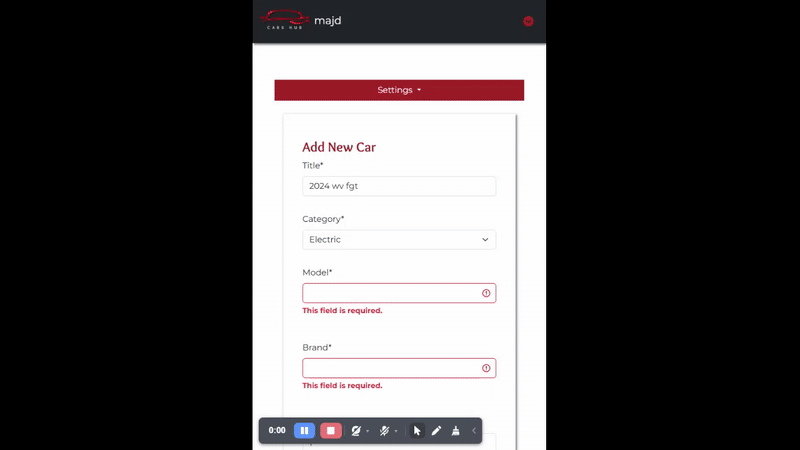 CARS HUB
majd
Settings
Add New Car
Title*
2024 wv fgt
Category*
Electric
Model*
This field is required.
Brand*
This field is required.
0:00